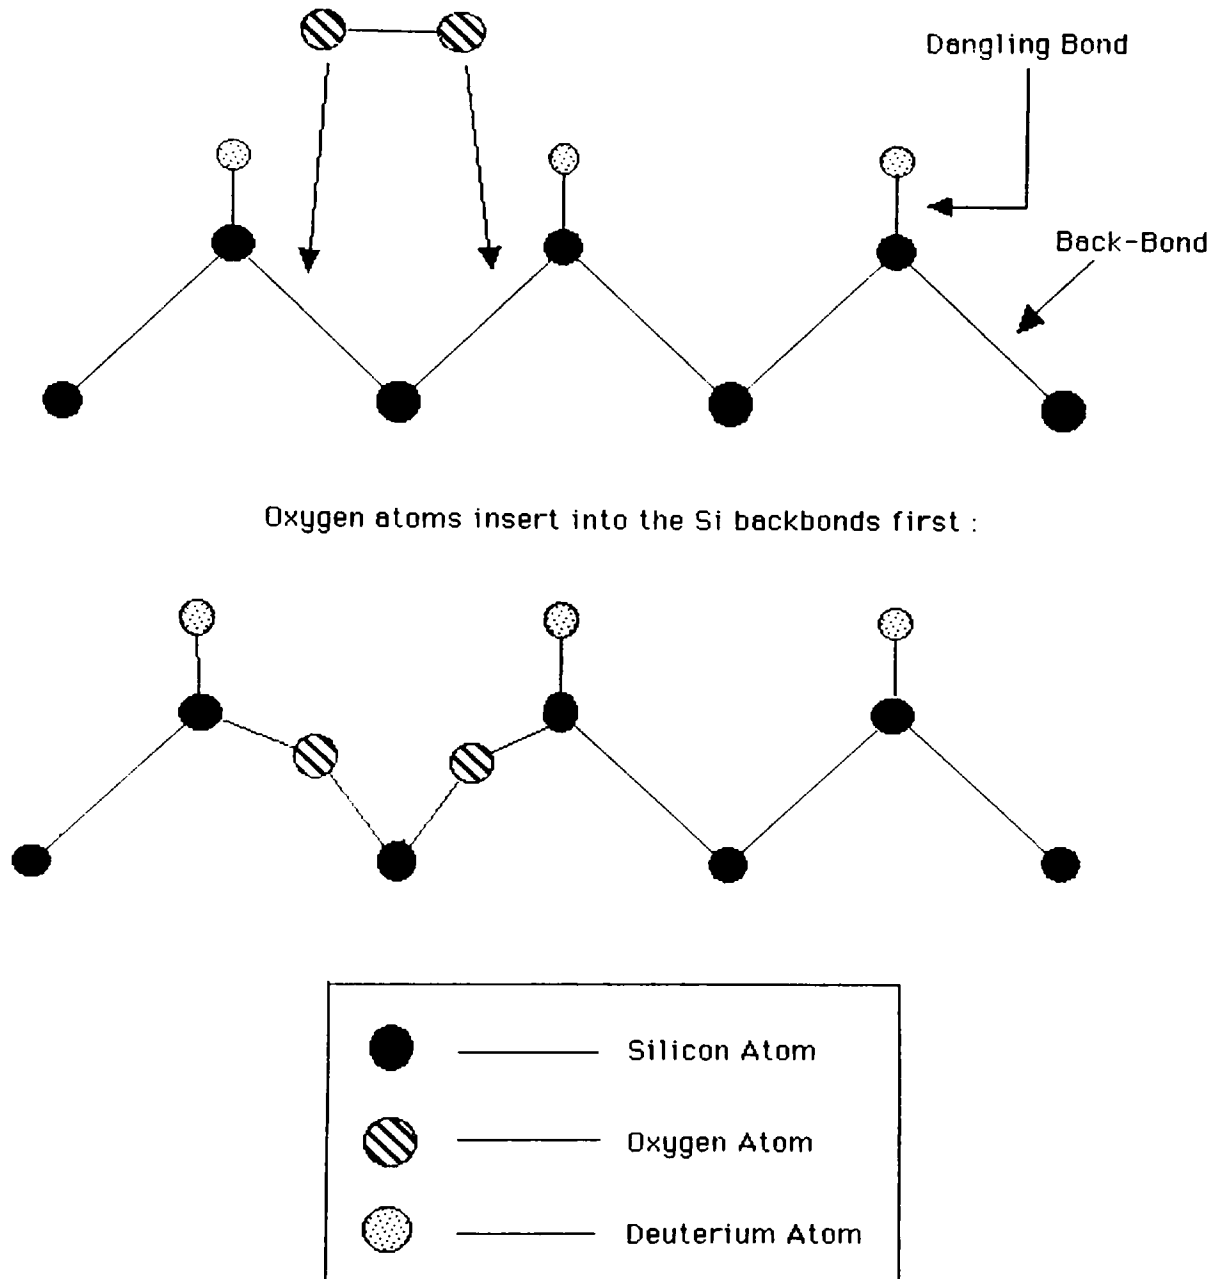 Dangling Bond
Back-Bond
Oxygen atoms insert into the Si backbonds first :
Silicon Atom
Oxygen Atom
Deuterium Atom